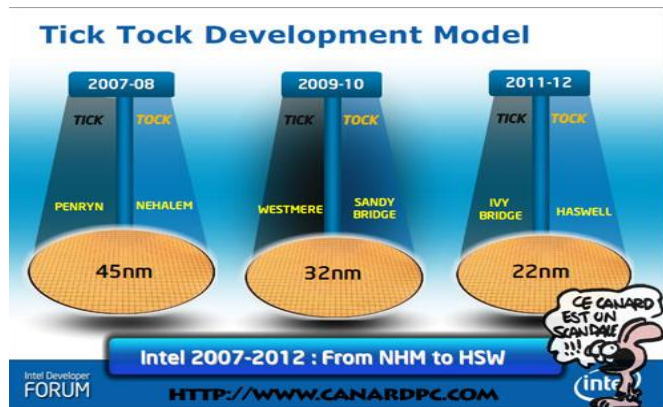 Tick Tock Development Model
2007-08
2009-10
2011-12
TICK
TOCK
TICK
TOCK
TICK
TOCK
PENRYN
NEHALEM
WESTMERE
SANDY
BRIDGE
IVY
BRIDGE
HASWELL
45nm
32nm
22nm
CE CANARD
EST UN
SCANDALE
!!!
Intel 2007-2012 : From NHM to HSW
Intel Developer
FORUM
HTTP://WWW.CANARDPC.COM
intel